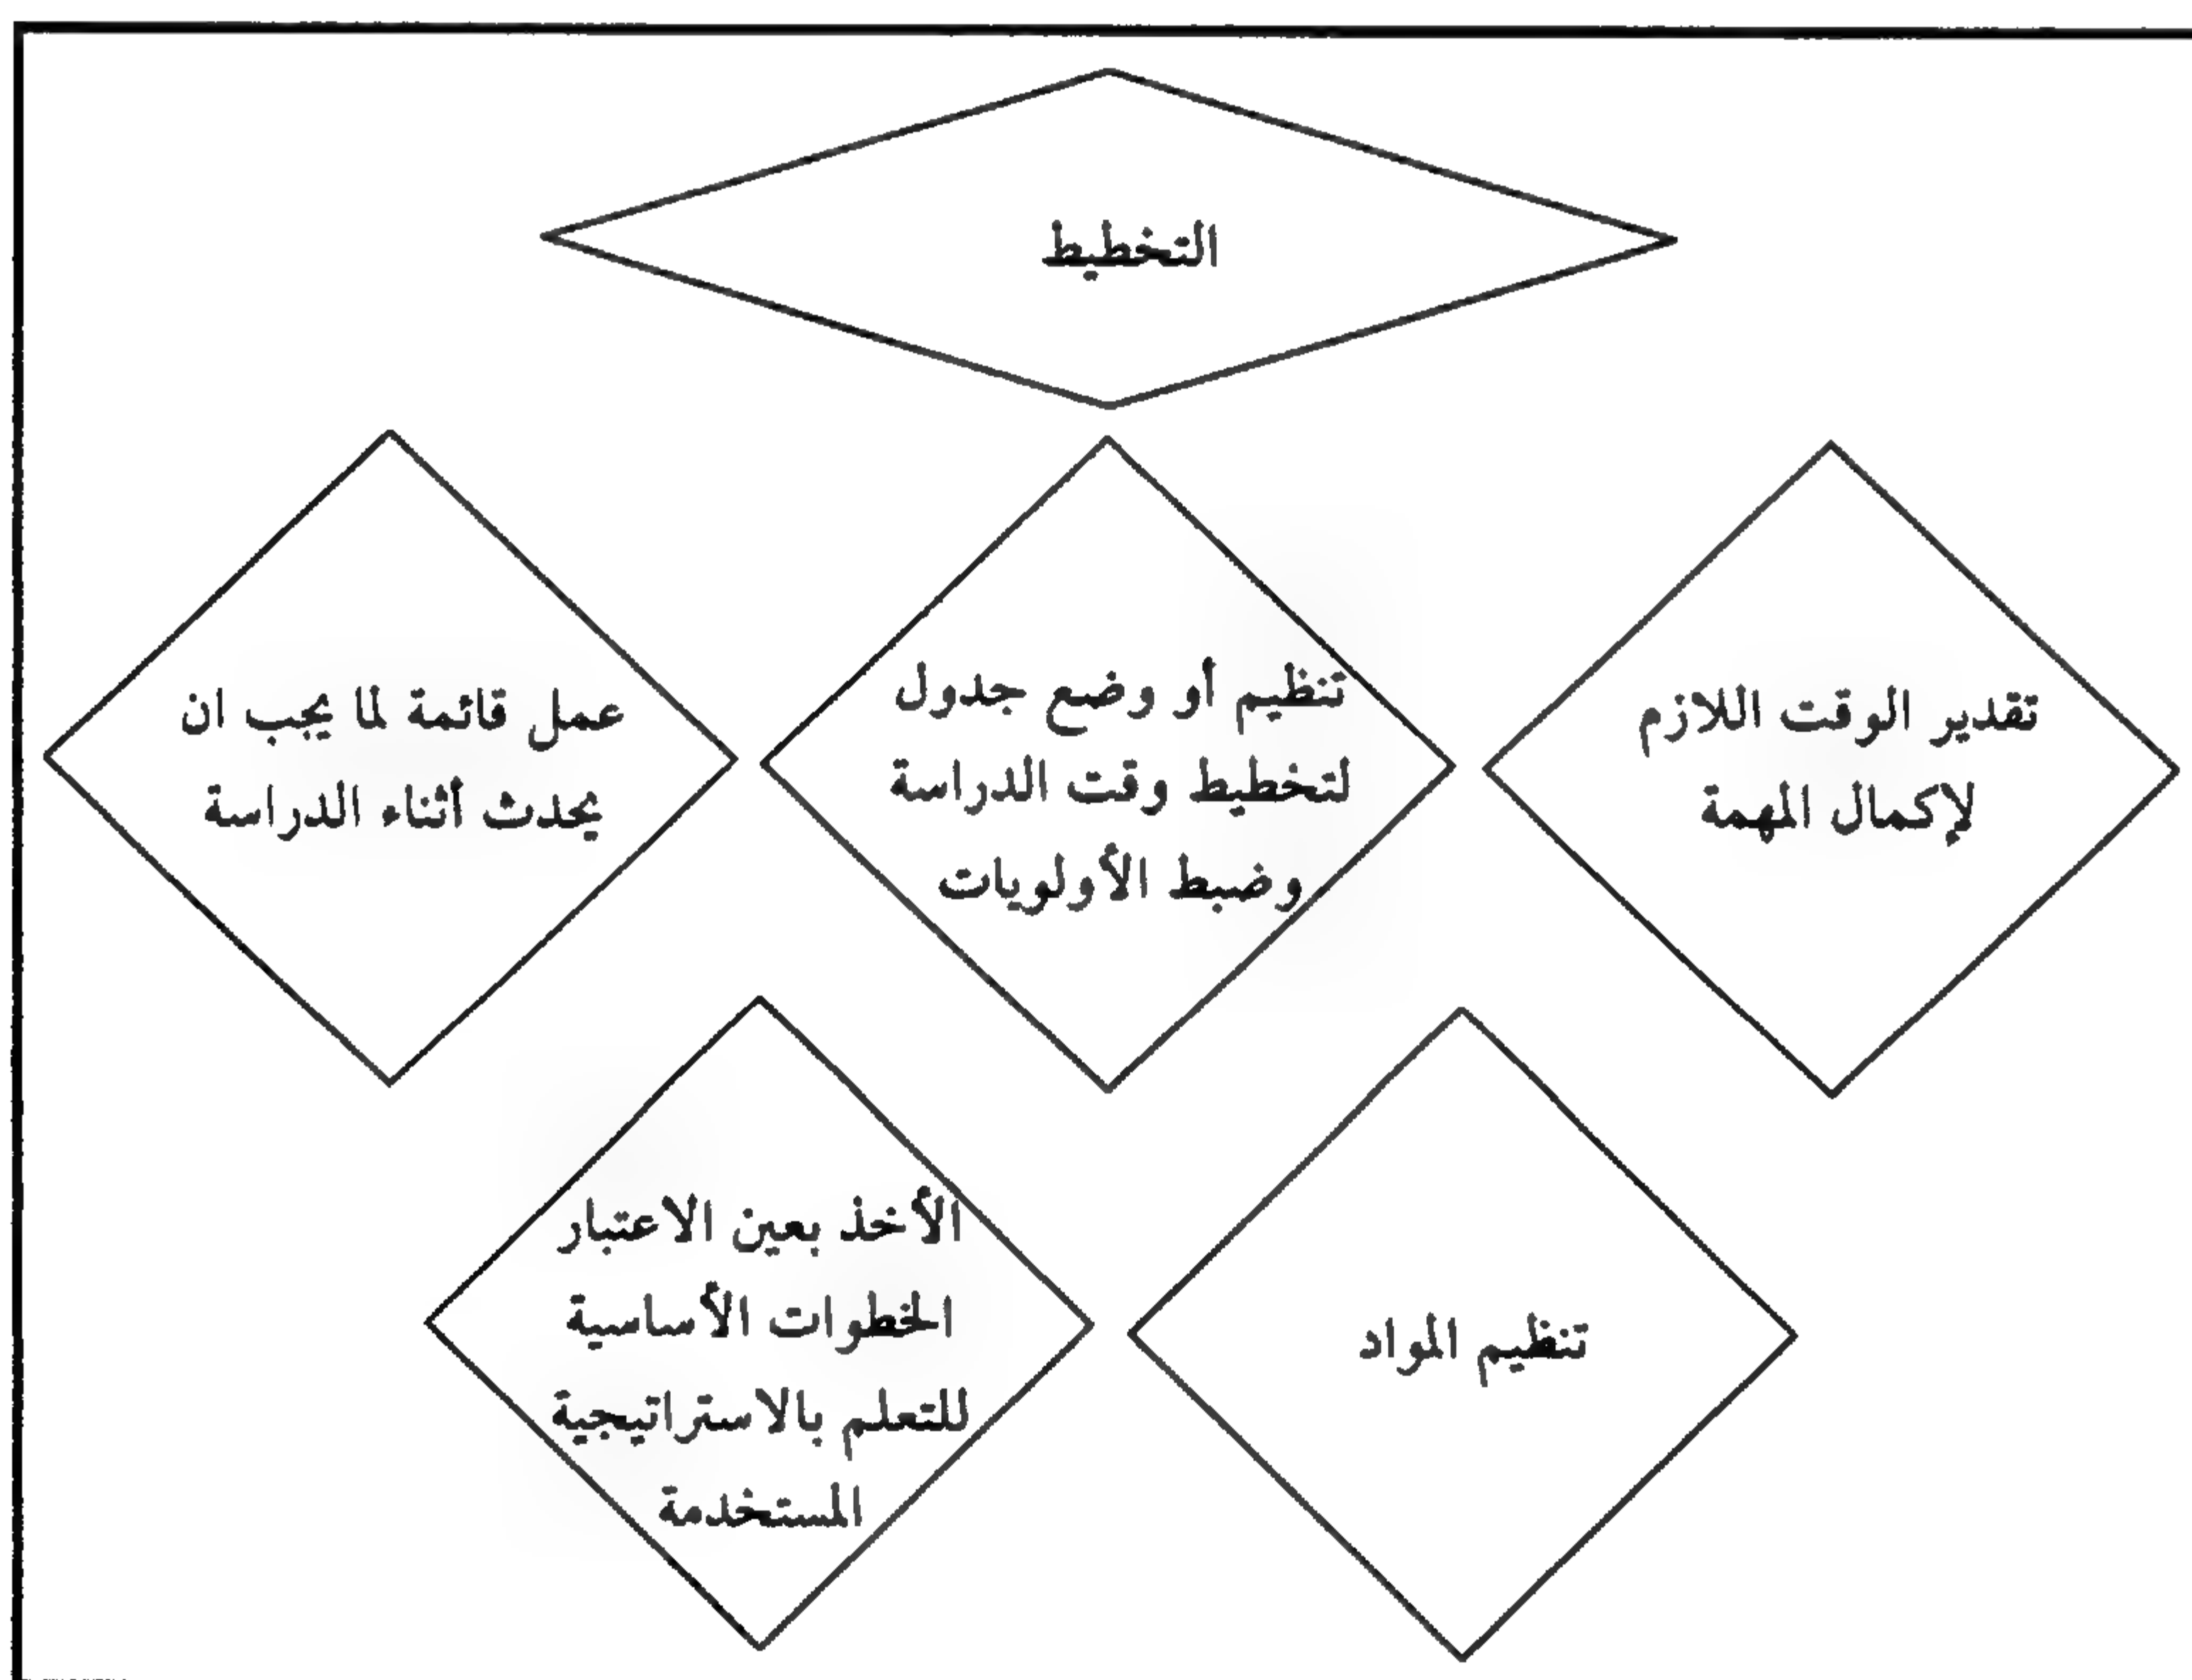 التخطيط
تقدير الوقت اللازم
لإكمال المهمة
تنظيم أو وضع جدول
لتخطيط وقت الدراسة
وضبط الأولويات
عمل قائمة لما يجب ان
يحدث أثناء الدراسة
تنظيم المواد
الأخذ بعين الاعتبار
الخطوات الأساسية
للتعلم بالاستراتيجية
المستخدمة